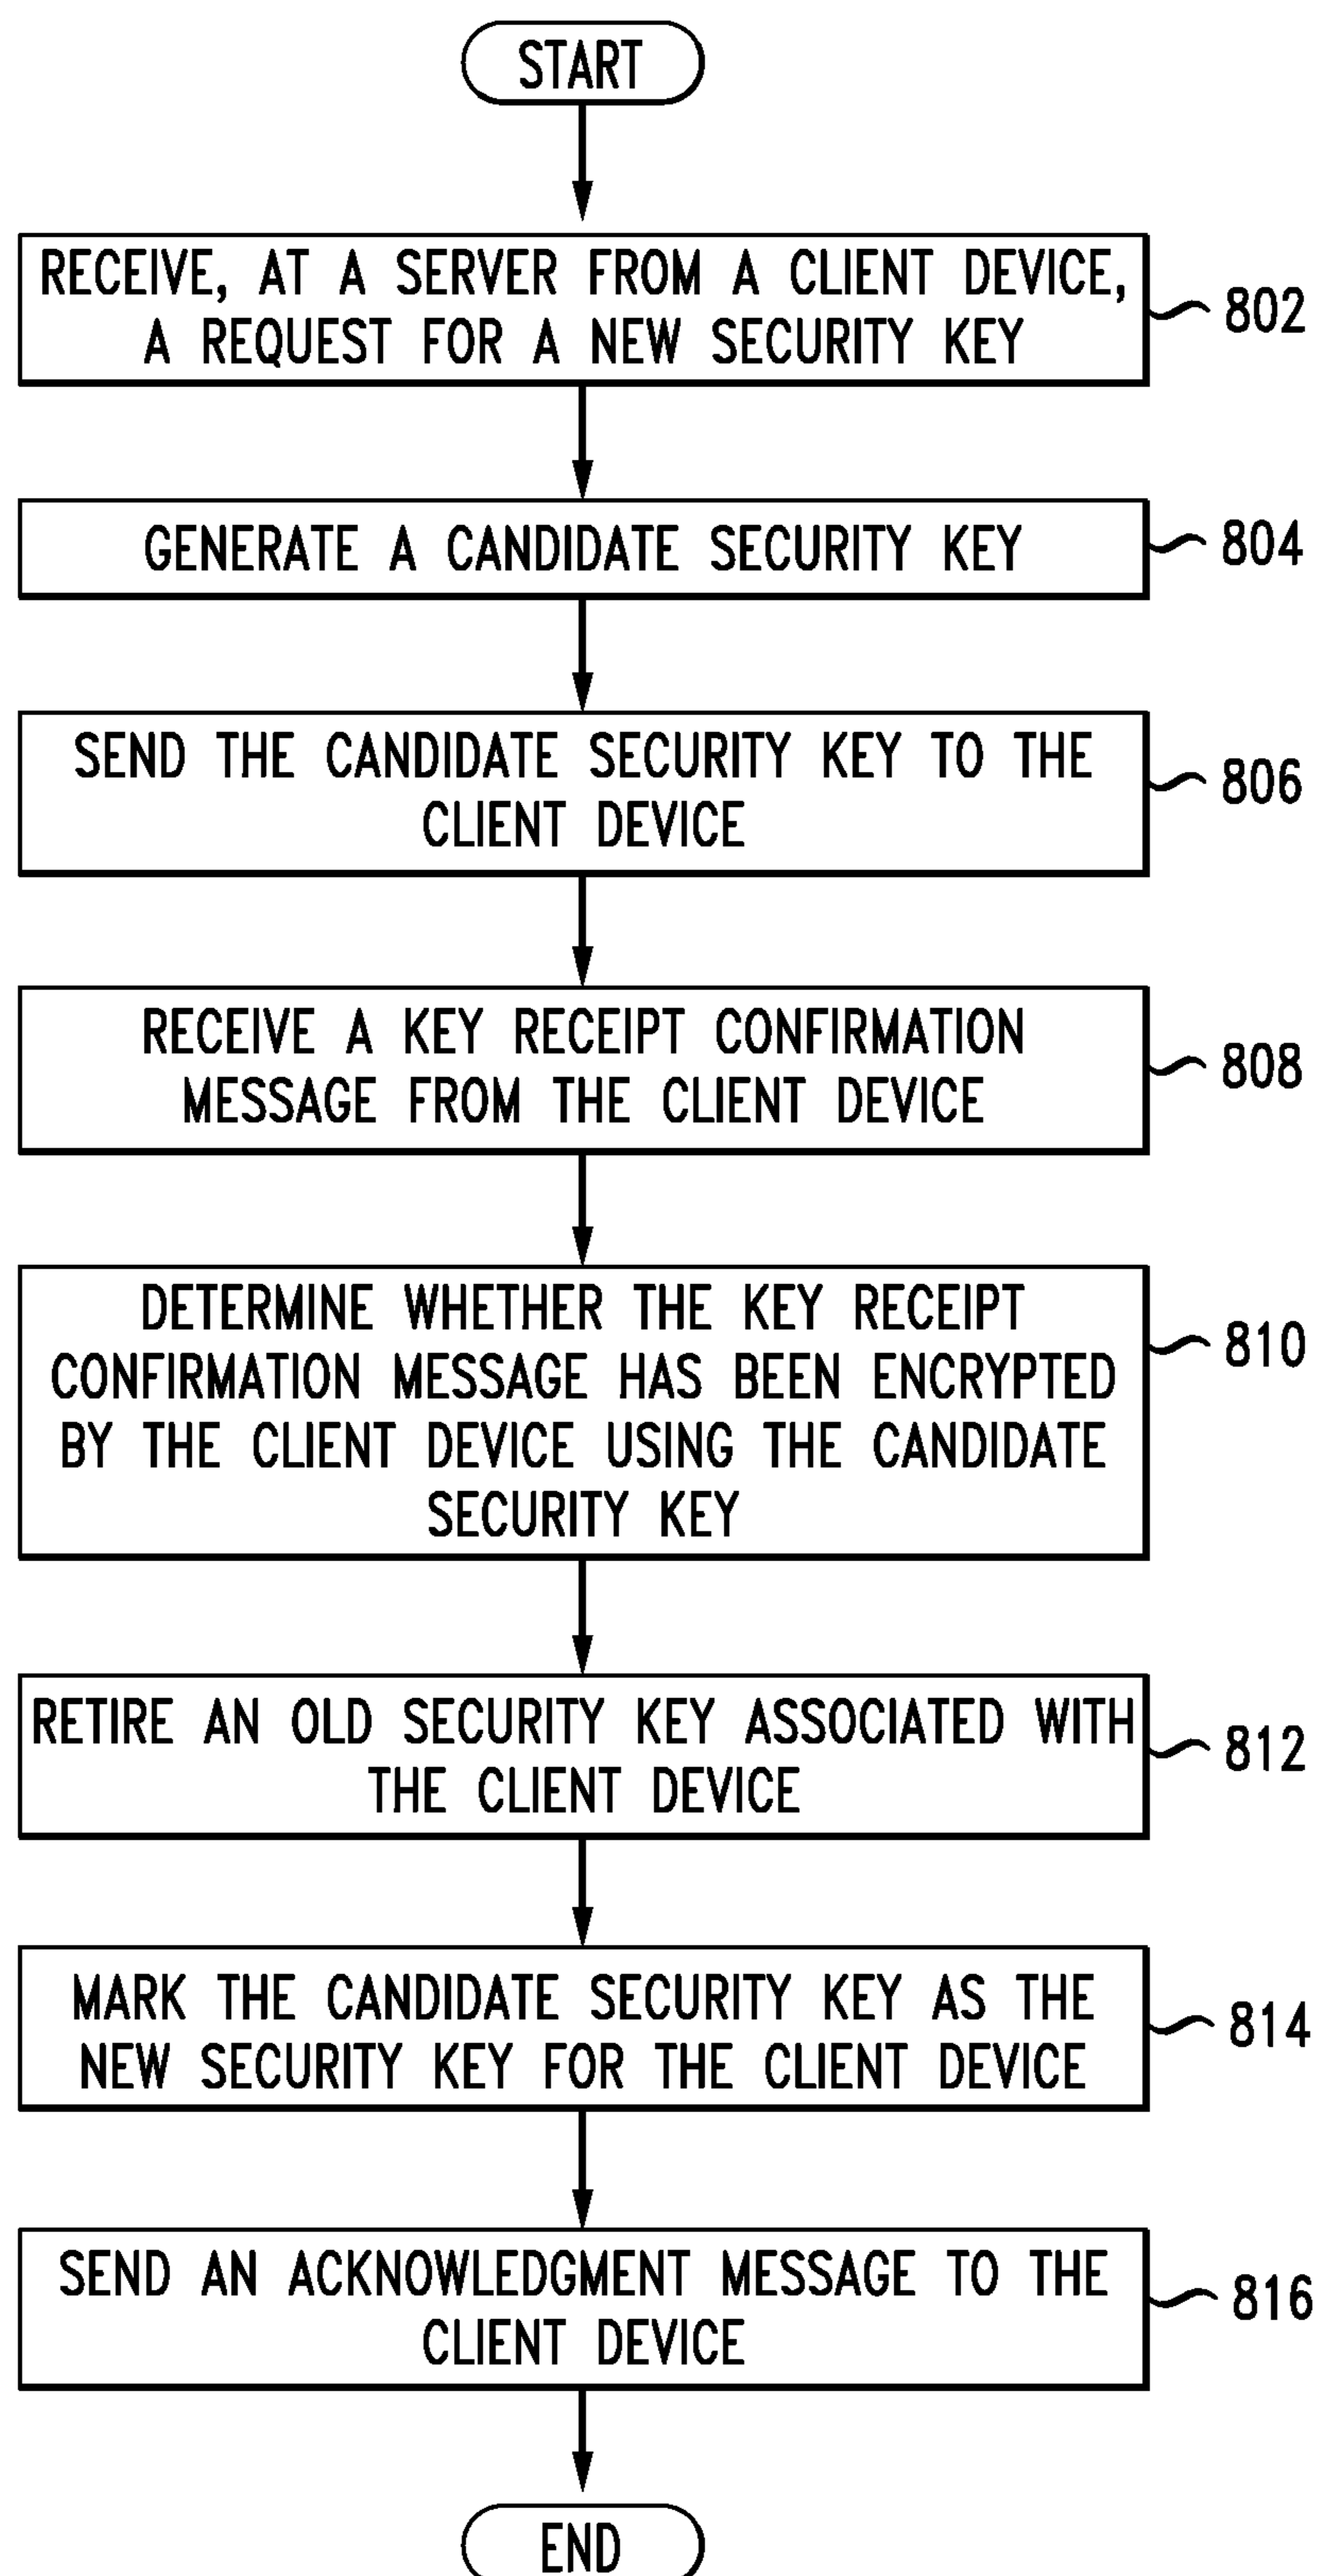 START
RECEIVE, AT A SERVER FROM A CLIENT DEVICE,
A REQUEST FOR A NEW SECURITY KEY
802
GENERATE A CANDIDATE SECURITY KEY
804
SEND THE CANDIDATE SECURITY KEY TO THE
CLIENT DEVICE
806
RECEIVE A KEY RECEIPT CONFIRMATION
MESSAGE FROM THE CLIENT DEVICE
808
DETERMINE WHETHER THE KEY RECEIPT
CONFIRMATION MESSAGE HAS BEEN ENCRYPTED
BY THE CLIENT DEVICE USING THE CANDIDATE
SECURITY KEY
810
RETIRE AN OLD SECURITY KEY ASSOCIATED WITH
THE CLIENT DEVICE
812
MARK THE CANDIDATE SECURITY KEY AS THE
NEW SECURITY KEY FOR THE CLIENT DEVICE
814
SEND AN ACKNOWLEDGMENT MESSAGE TO THE
CLIENT DEVICE
816
END